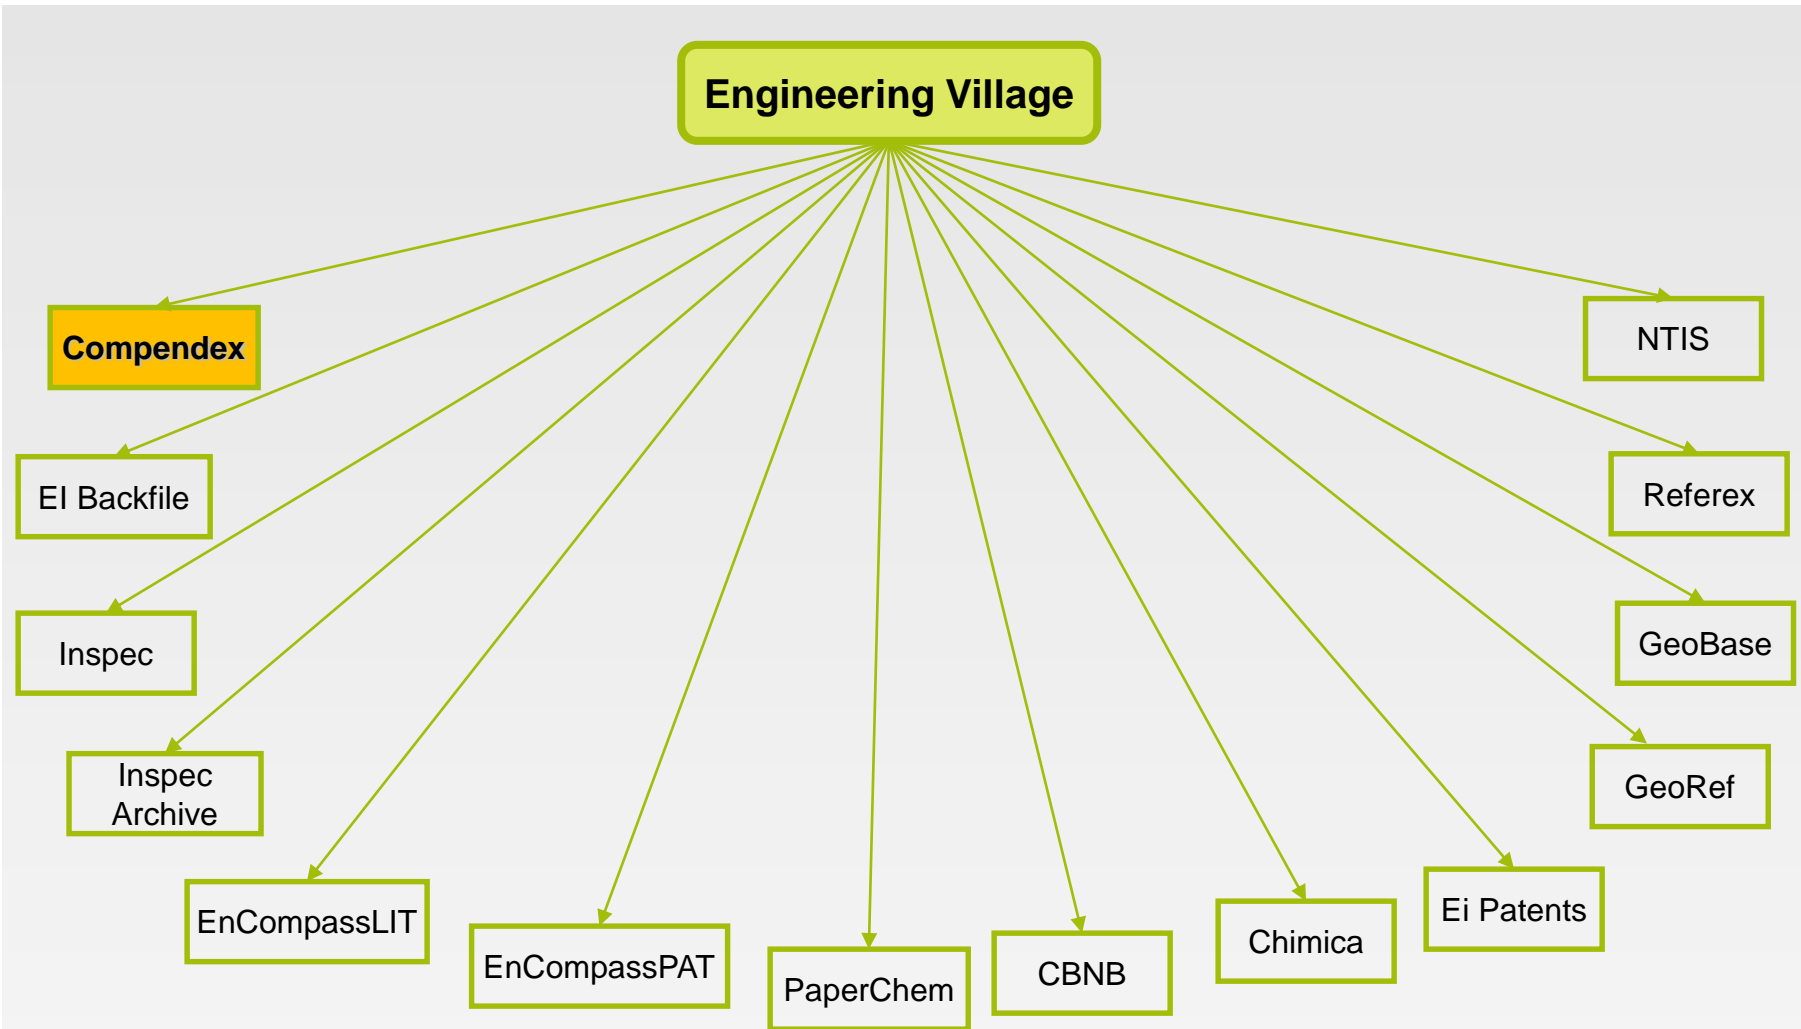 Engineering Village
Compendex
NTIS
EI Backfile
Referex
Inspec
GeoBase
Inspec
Archive
GeoRef
EnCompassLIT
EnCompassPAT
PaperChem
CBNB
Chimica
Ei Patents